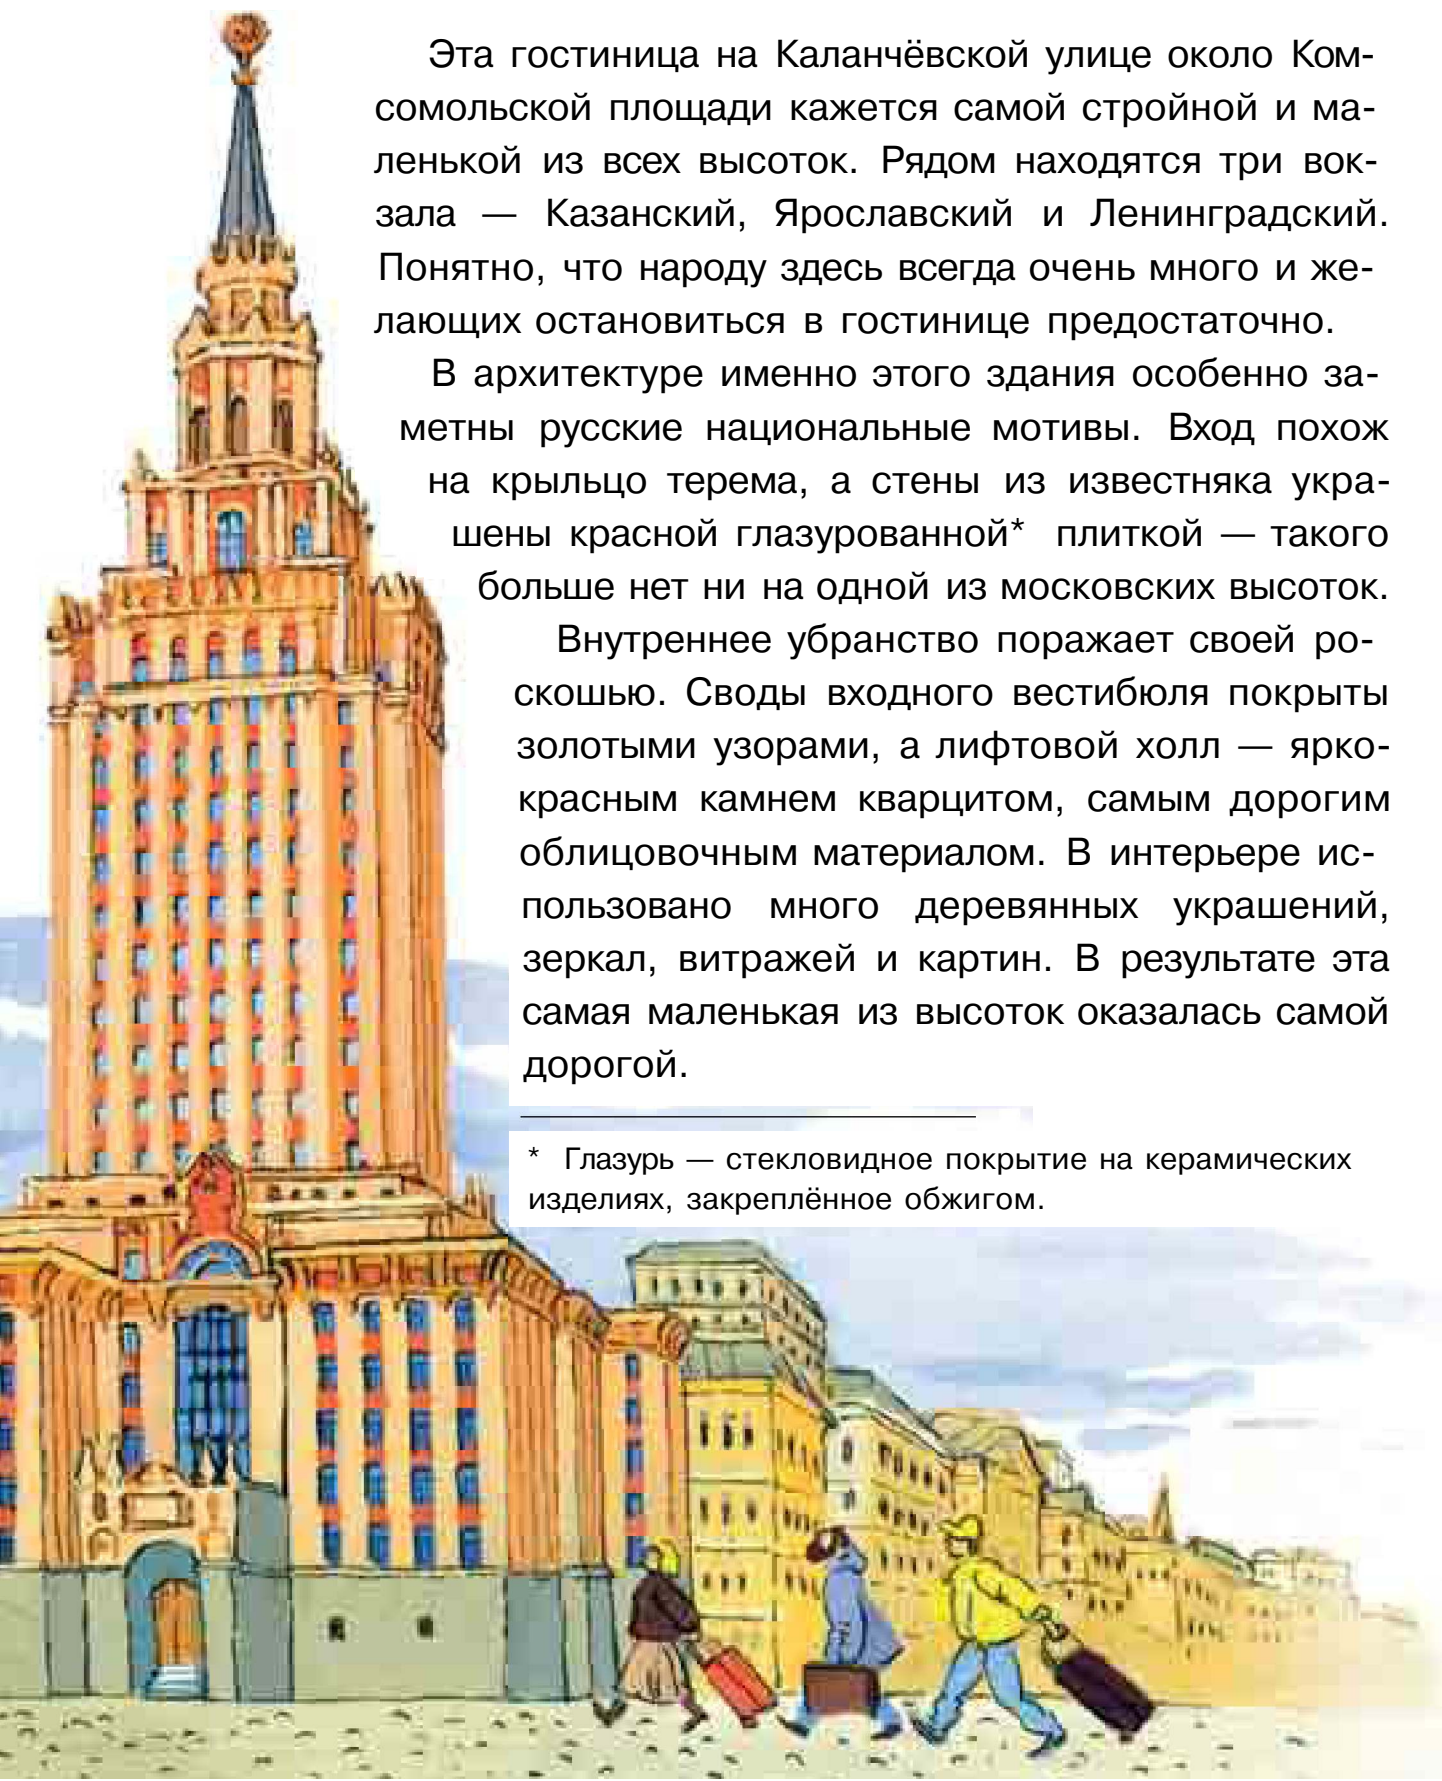 Эта гостиница на Каланчёвской улице около Ком-
сомольской площади кажется самой стройной и ма-
ленькой из всех высоток. Рядом находятся три вок-
зала — Казанский, Ярославский и Ленинградский.
Понятно, что народу здесь всегда очень много и же-
лающих остановиться в гостинице предостаточно.
В архитектуре именно этого здания особенно за-
метны русские национальные мотивы. Вход похож
на крыльцо терема, а стены из известняка укра-
шены красной глазурованной* плиткой — такого
больше нет ни на одной из московских высоток.
Внутреннее убранство поражает своей ро-
скошью. Своды входного вестибюля покрыты
золотыми узорами, а лифтовой холл — ярко-
красным камнем кварцитом, самым дорогим
облицовочным материалом. В интерьере ис-
пользовано много деревянных украшений,
зеркал, витражей и картин. В результате эта
самая маленькая из высоток оказалась самой
дорогой.
* Глазурь — стекловидное покрытие на керамических
изделиях, закреплённое обжигом.